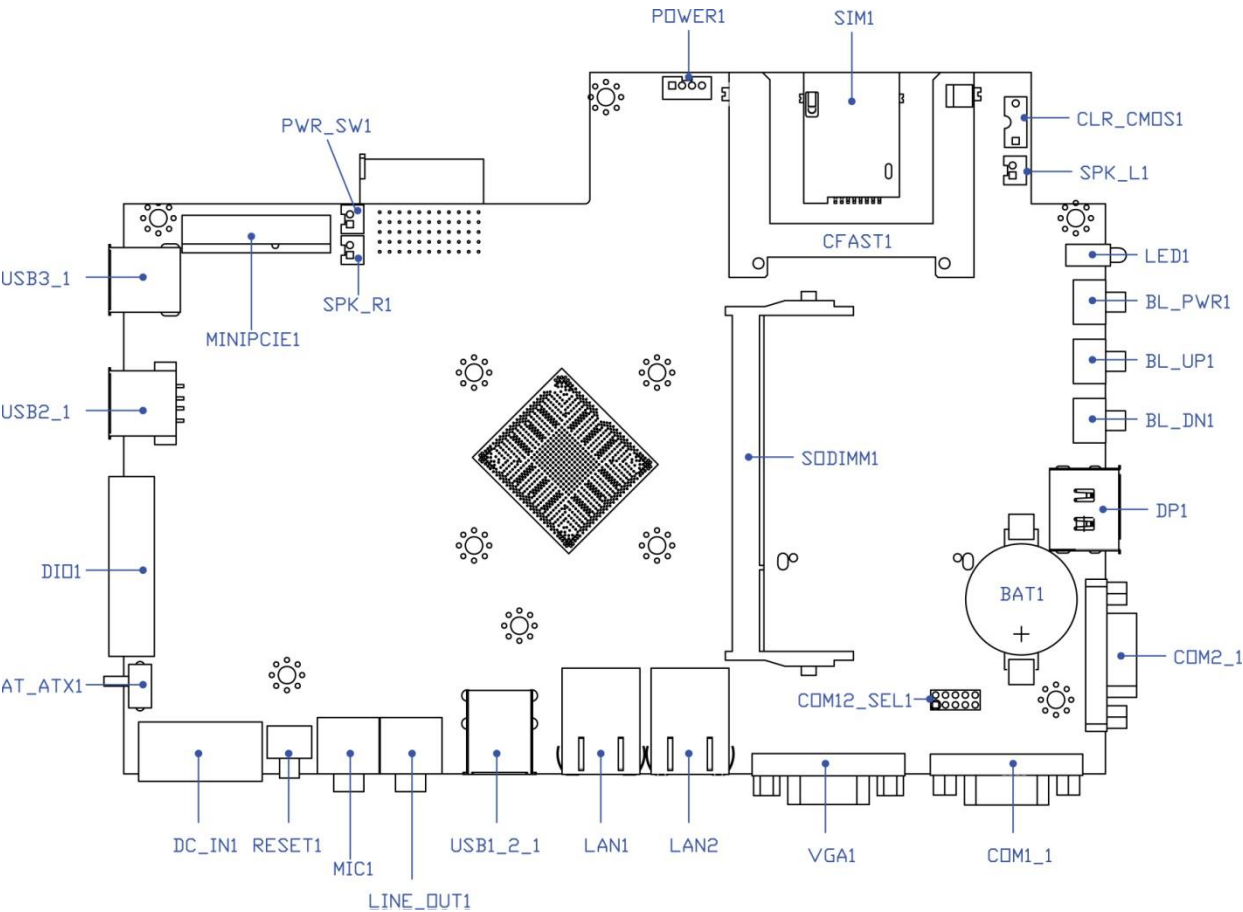 POWER1
SIM1
PWR_SW1
CLR_CMOS1
SPK_L1
CFAST1
LED1
USB3_1
SPK_R1
BL_PWR1
MINIPCIE1
BL_UP1
USB2_1
BL_DN1
SODIMM1
DP1
DIO1
BAT1
+
COM2_1
AT_ATX1
COM12_SEL1
DC_IN1
RESET1
MIC1
LINE_OUT1
USB1_2_1
LAN1
LAN2
VGA1
COM1_1